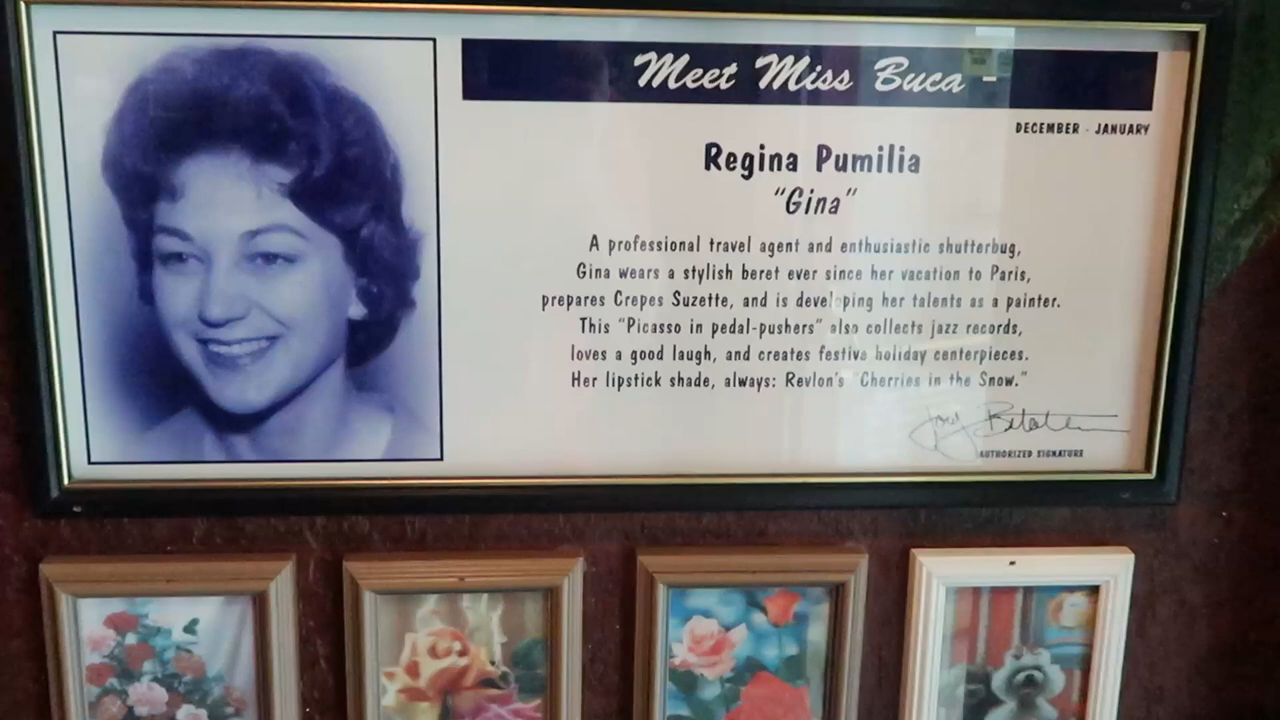 Meet Miss Buca -
DECEMBER - JANUARY
Regina Pumilia
"Gina"
A professional travel agent and enthusiastic shutterbug,
Gina wears a stylish beret ever since her vacation to Paris,
prepares Crepes Suzette, and is developing her talents as a painter.
This "Picasso in pedal-pushers" also collects jazz records,
loves a good laugh, and creates festive holiday centerpieces.
Her lipstick shade, always: Revlon's "Cherries in the Snow."
AUTHORIZED SIGNATURE